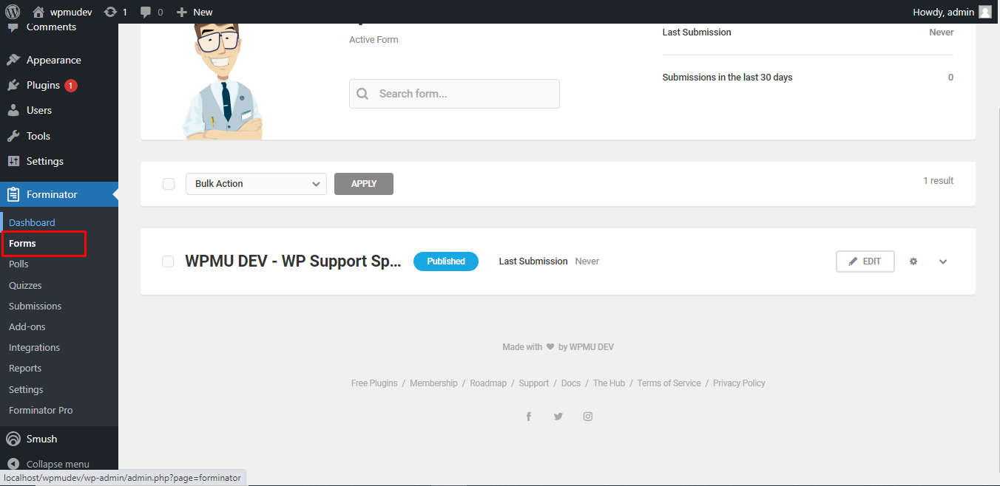 wpmudev 1 0 New Howdy, admin
Comments
Appearance
Plugins 1
Users
Tools
Settings
Forminator
Dashboard
Forms
Polls
Quizzes
Submissions
Add-ons
Integrations
Reports
Settings
Forminator Pro
Smush
Collapse menu
localhost/wpmudev/wp-admin/admin.php?page=forminator
Active Form
Search form...
Last Submission Never
Submissions in the last 30 days 0
Bulk Action APPLY 1 result
WPMU DEV - WP Support Sp... Published Last Submission Never EDIT
Made with ♥ by WPMU DEV
Free Plugins / Membership / Roadmap / Support / Docs / The Hub / Terms of Service / Privacy Policy